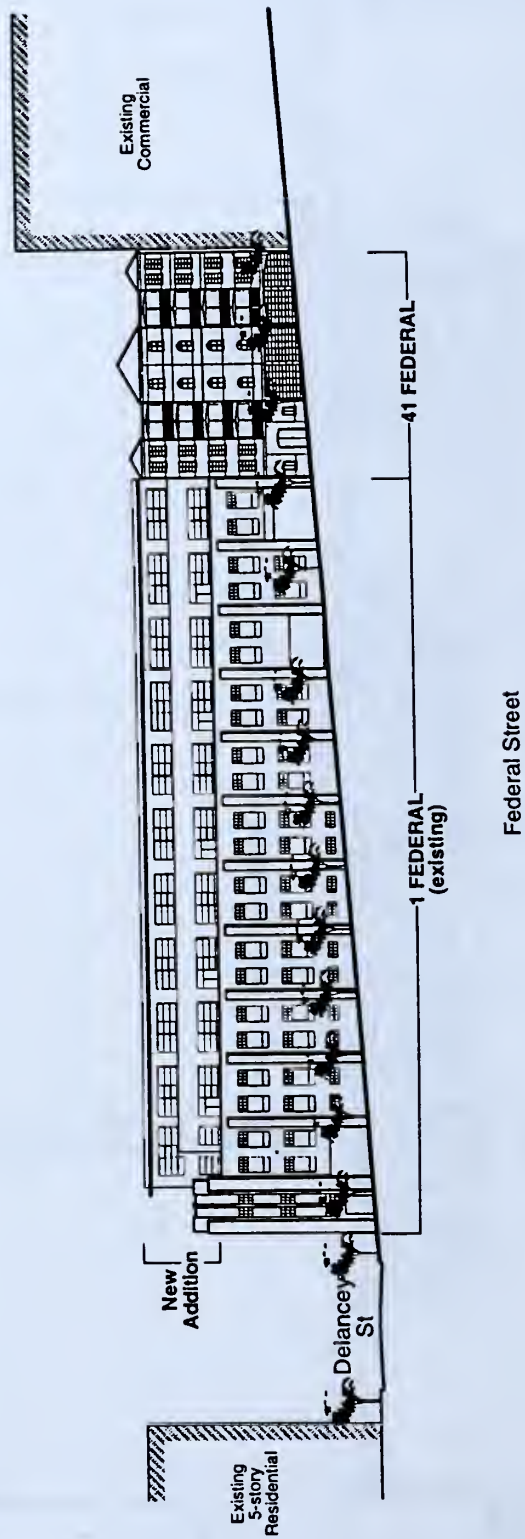 Existing
Commercial
41 FEDERAL
1 FEDERAL
(existing)
Federal Street
New
Addition
Delancey
St
Existing
5-story
Residential